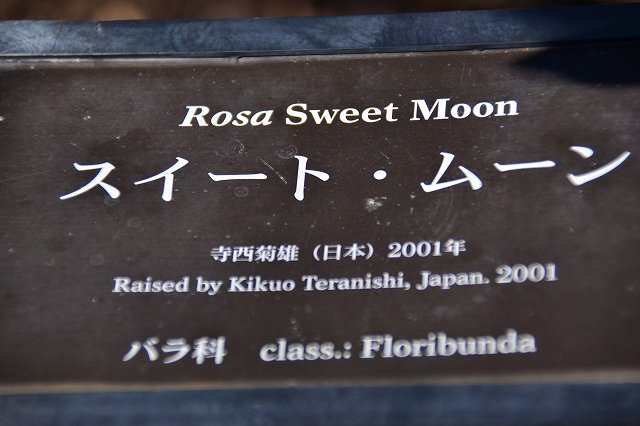 Rosa Sweet Moon
スイート・ムーン
寺西菊雄（日本）2001年
Raised by Kikuo Teranishi, Japan. 2001
バラ科 class.: Floribunda